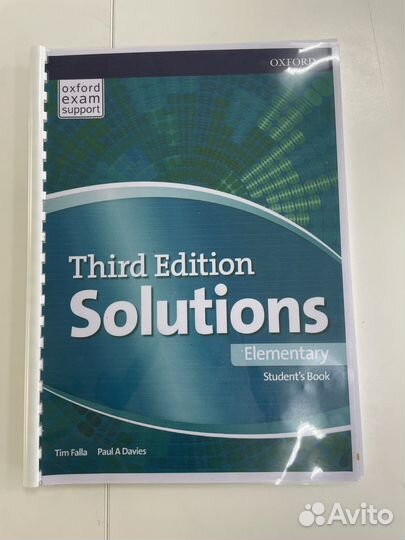 OXFORD
oxford
exam
support
Third Edition
Solutions
Elementary
Student's Book
Tim Falla Paul A Davies
Avito